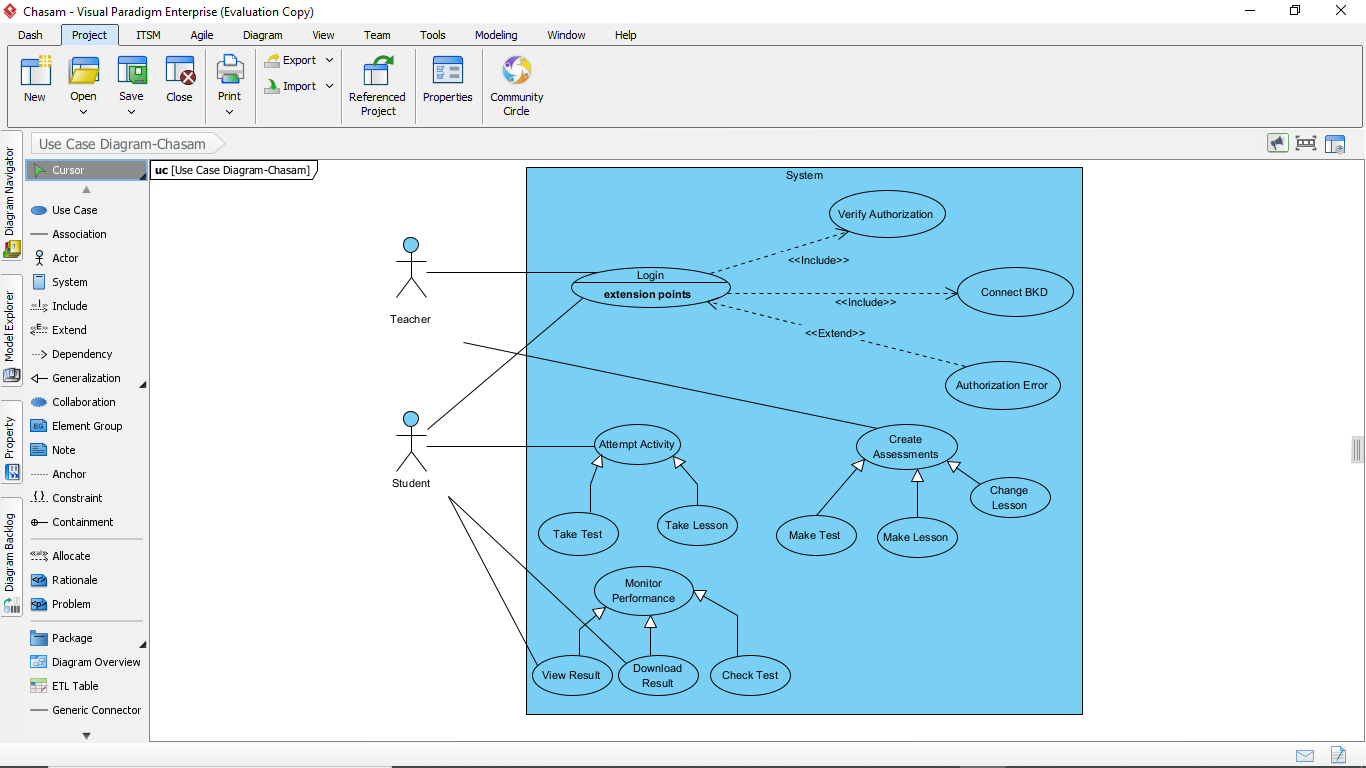 Chasam - Visual Paradigm Enterprise (Evaluation Copy)
Dash Project ITSM Agile Diagram View Team Tools Modeling Window Help
New Open Save Close Print Export Import Referenced Project Properties Community Circle
Use Case Diagram-Chasam
Diagram Navigator
Model Explorer
Property
Diagram Backlog
Cursor
Use Case
Association
Actor
System
Include
Extend
Dependency
Generalization
Collaboration
Element Group
Note
Anchor
Constraint
Containment
Allocate
Rationale
Problem
Package
Diagram Overview
ETL Table
Generic Connector
uc [Use Case Diagram-Chasam]
System
Verify Authorization
<<Include>>
Login
extension points
Connect BKD
<<Include>>
Teacher
<<Extend>>
Authorization Error
Student
Attempt Activity
Create
Assessments
Change
Lesson
Take Test
Take Lesson
Make Test
Make Lesson
Monitor
Performance
View Result
Download
Result
Check Test